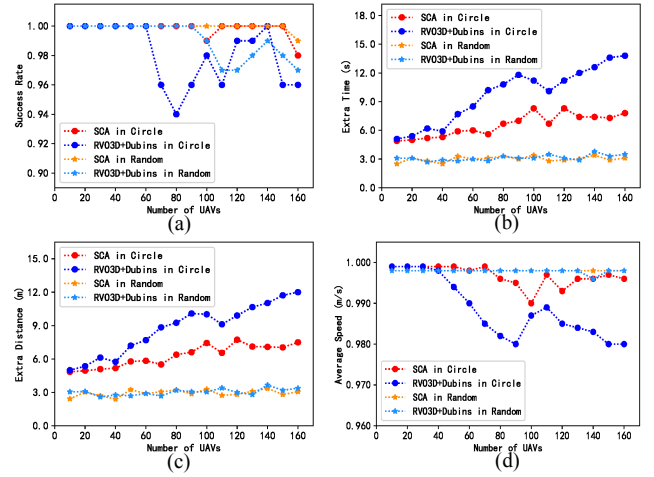 1.00
0.98
0.96
0.94
0.92
0.90
Success Rate
SCA in Circle
RVO3D+Dubins in Circle
SCA in Random
RVO3D+Dubins in Random
0 20 40 60 80 100 120 140 160
Number of UAVs
(a)
15.0
12.0
9.0
6.0
3.0
0.0
Extra Time (s)
SCA in Circle
RVO3D+Dubins in Circle
SCA in Random
RVO3D+Dubins in Random
0 20 40 60 80 100 120 140 160
Number of UAVs
(b)
15.0
12.0
9.0
6.0
3.0
0.0
Extra Distance (m)
SCA in Circle
RVO3D+Dubins in Circle
SCA in Random
RVO3D+Dubins in Random
0 20 40 60 80 100 120 140 160
Number of UAVs
(c)
1.000
0.990
0.980
0.970
0.960
Average Speed (m/s)
SCA in Circle
RVO3D+Dubins in Circle
SCA in Random
RVO3D+Dubins in Random
0 20 40 60 80 100 120 140 160
Number of UAVs
(d)